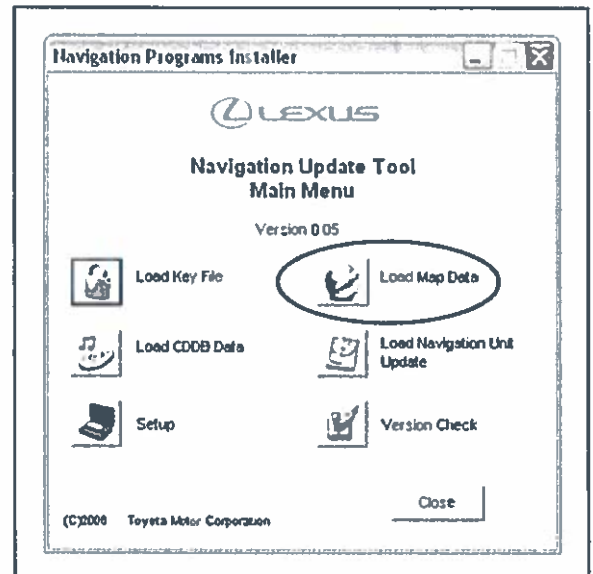 Navigation Programs Installer
LEXUS
Navigation Update Tool
Main Menu
Version 0.05
Load Key File
Load Map Data
Load CDDB Data
Load Navigation Unit
Update
Setup
Version Check
Close
(C)2006 Toyota Motor Corporation